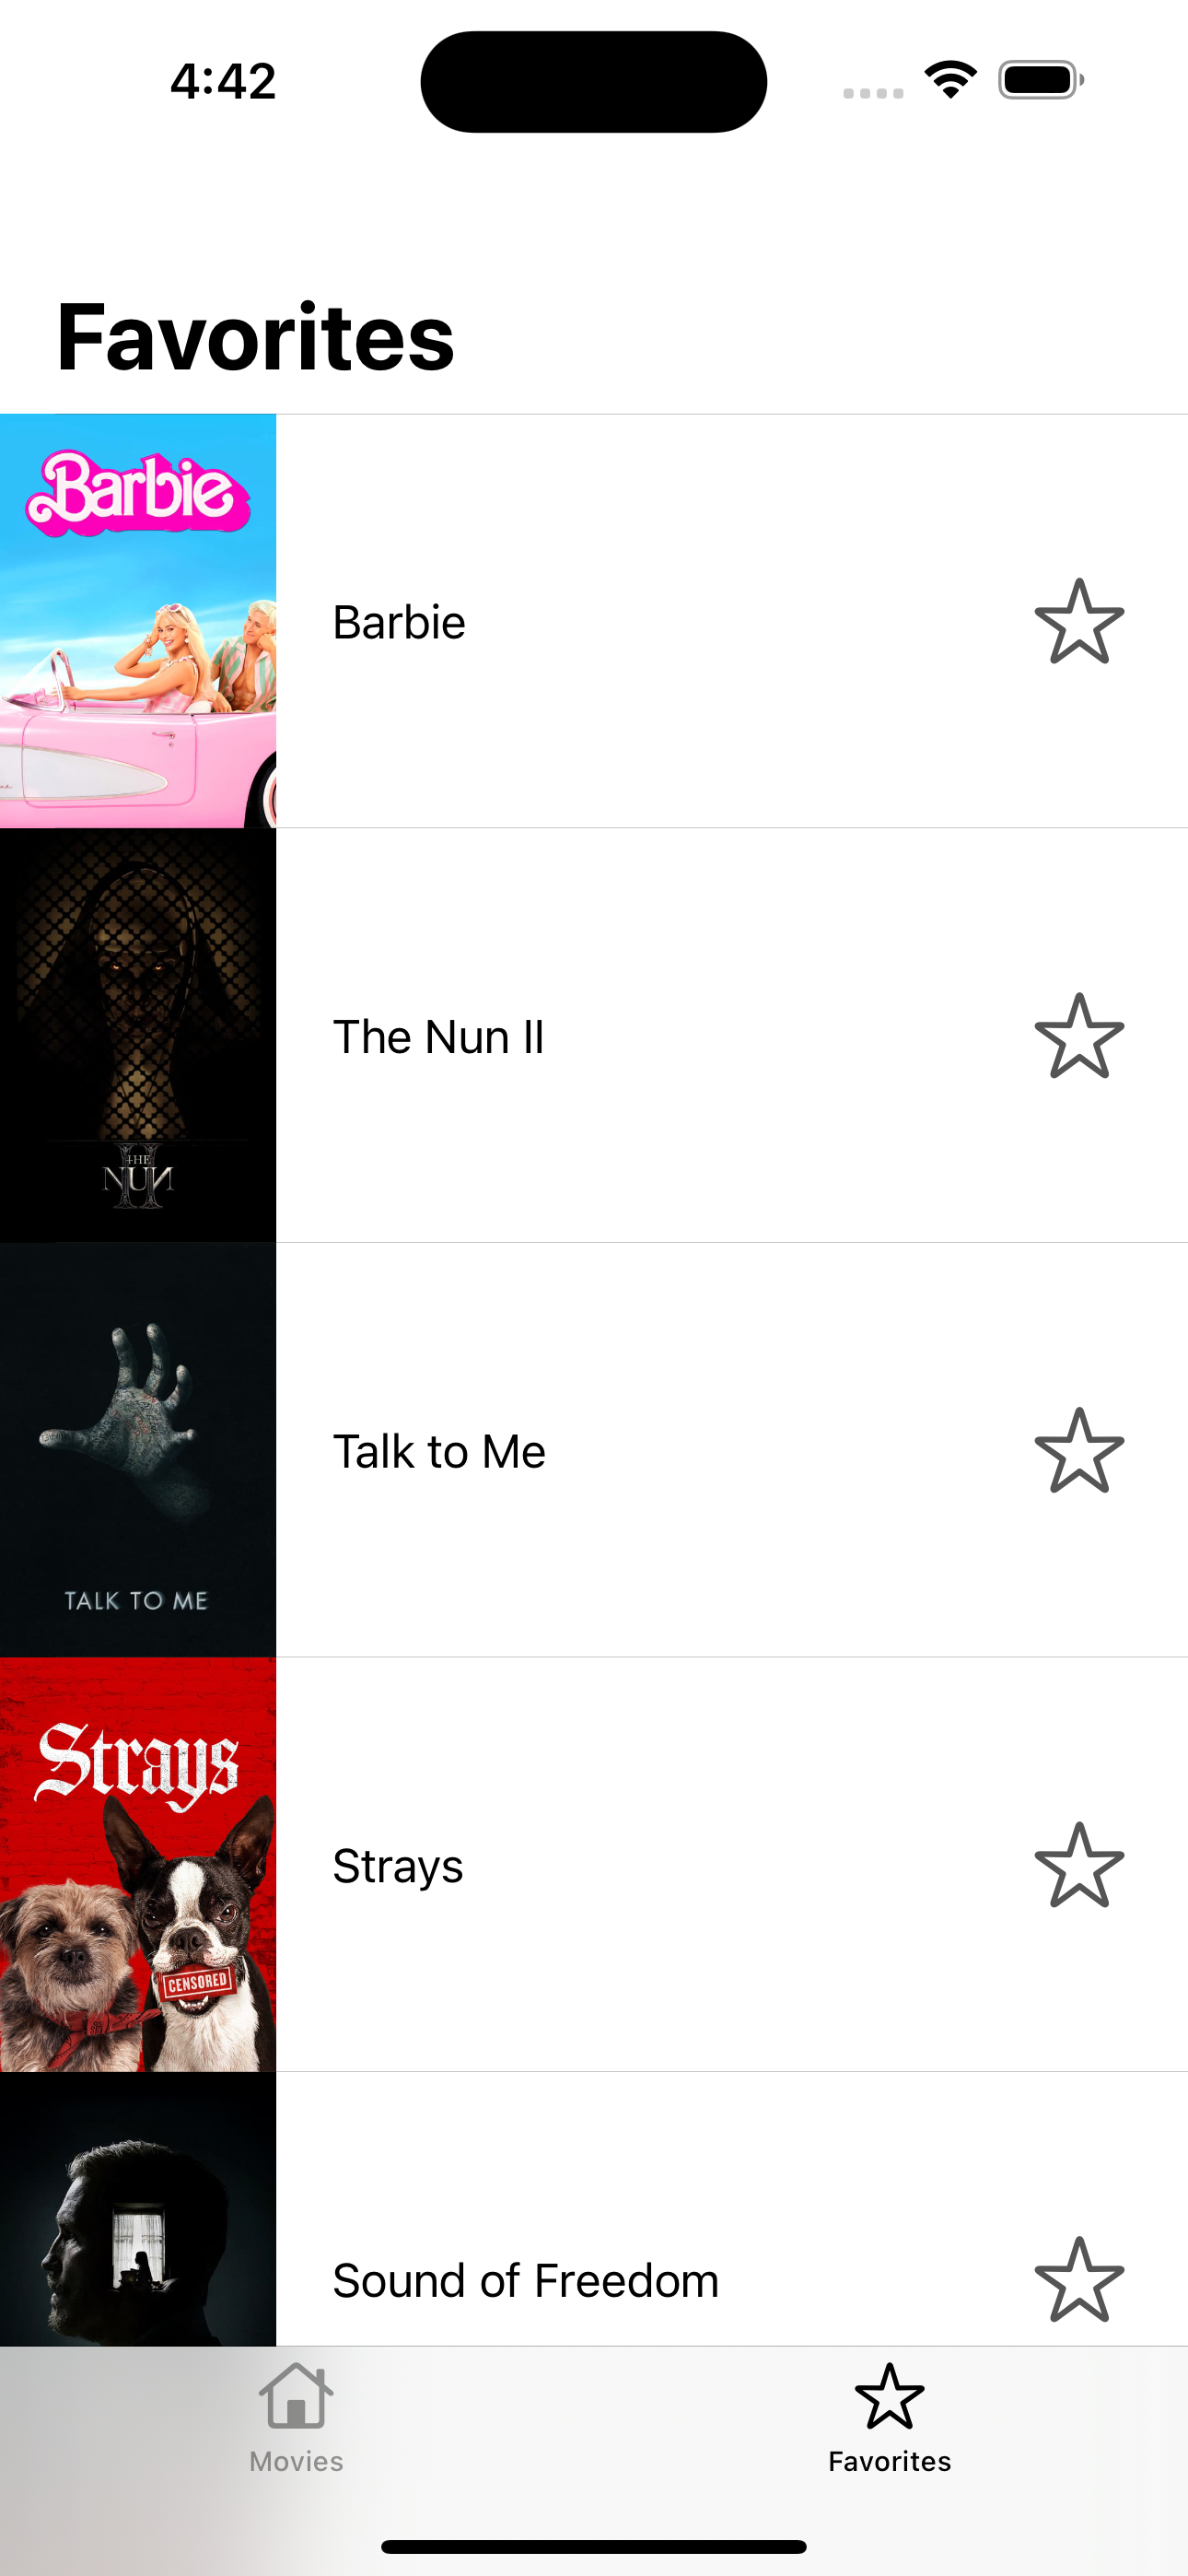 4:42
Favorites
Barbie
Barbie
THE
NUN
II
The Nun II
TALK TO ME
Talk to Me
Strays
CENSORED
Strays
Sound of Freedom
Movies
Favorites